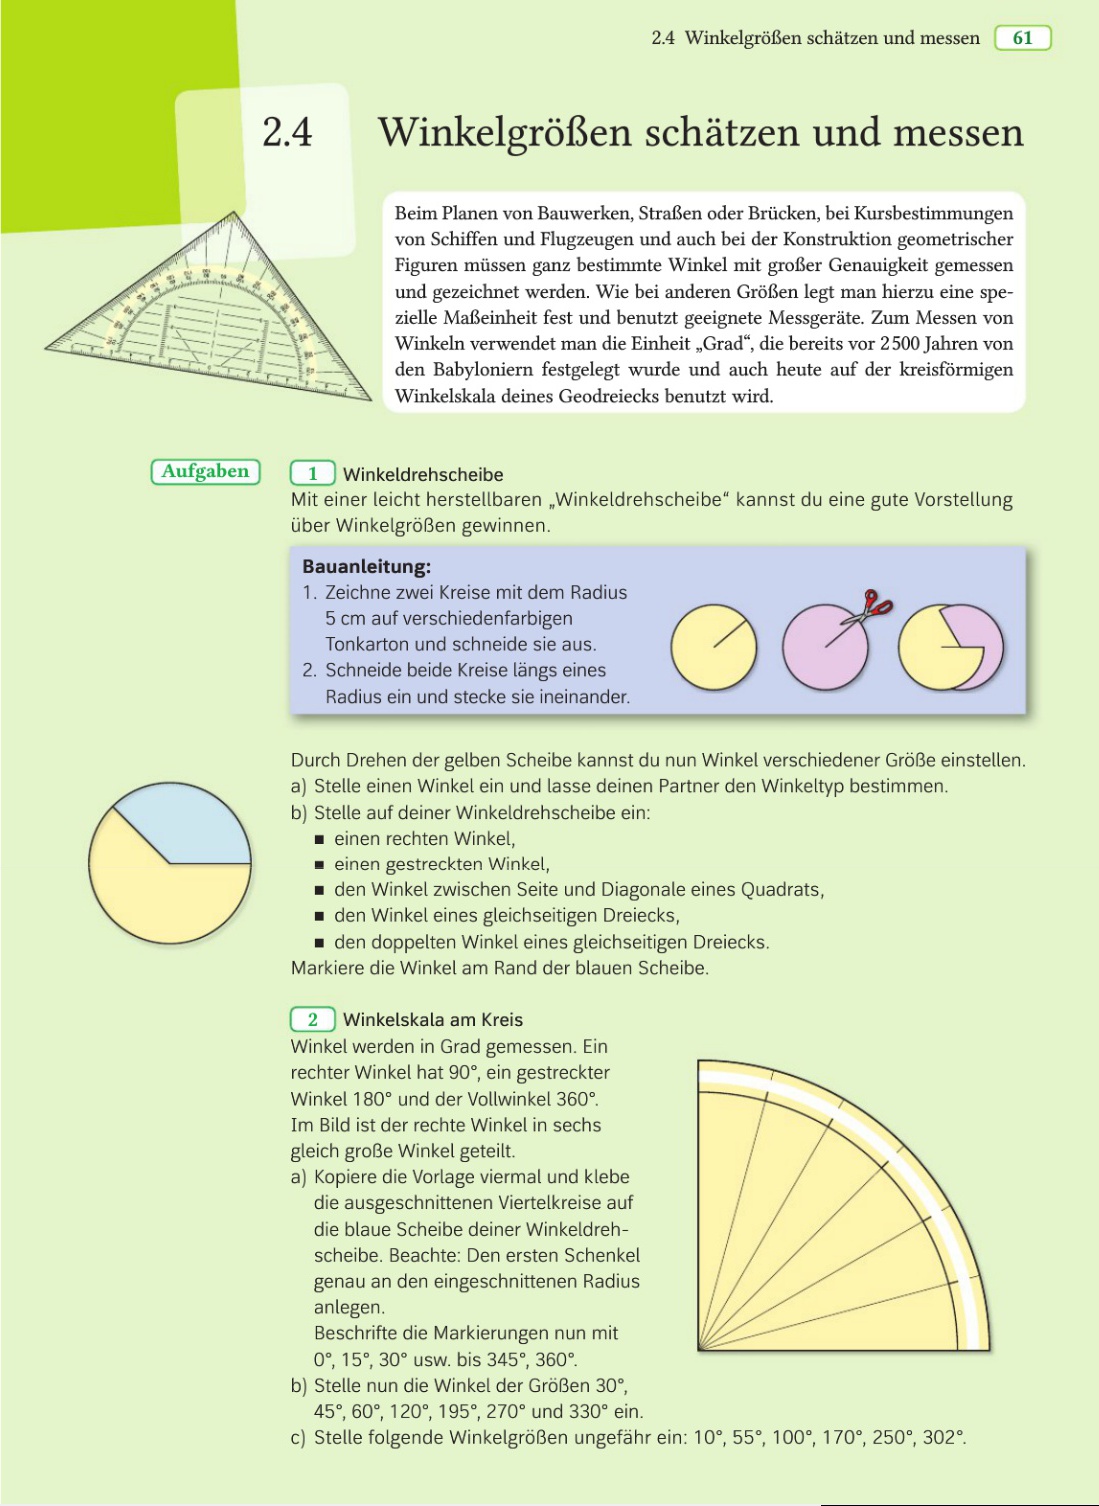 2.4 Winkelgrößen schätzen und messen 61
2.4 Winkelgrößen schätzen und messen
Beim Planen von Bauwerken, Straßen oder Brücken, bei Kursbestimmungen
von Schiffen und Flugzeugen und auch bei der Konstruktion geometrischer
Figuren müssen ganz bestimmte Winkel mit großer Genauigkeit gemessen
und gezeichnet werden. Wie bei anderen Größen legt man hierzu eine spe-
zielle Maßeinheit fest und benutzt geeignete Messgeräte. Zum Messen von
Winkeln verwendet man die Einheit „Grad“, die bereits vor 2 500 Jahren von
den Babyloniern festgelegt wurde und auch heute auf der kreisförmigen
Winkelskala deines Geodreiecks benutzt wird.
Aufgaben
1 Winkeldrehscheibe
Mit einer leicht herstellbaren „Winkeldrehscheibe“ kannst du eine gute Vorstellung
über Winkelgrößen gewinnen.
Bauanleitung:
1. Zeichne zwei Kreise mit dem Radius
5 cm auf verschiedenfarbigen
Tonkarton und schneide sie aus.
2. Schneide beide Kreise längs eines
Radius ein und stecke sie ineinander.
Durch Drehen der gelben Scheibe kannst du nun Winkel verschiedener Größe einstellen.
a) Stelle einen Winkel ein und lasse deinen Partner den Winkeltyp bestimmen.
b) Stelle auf deiner Winkeldrehscheibe ein:
■ einen rechten Winkel,
■ einen gestreckten Winkel,
■ den Winkel zwischen Seite und Diagonale eines Quadrats,
■ den Winkel eines gleichseitigen Dreiecks,
■ den doppelten Winkel eines gleichseitigen Dreiecks.
Markiere die Winkel am Rand der blauen Scheibe.
2 Winkelskala am Kreis
Winkel werden in Grad gemessen. Ein
rechter Winkel hat 90°, ein gestreckter
Winkel 180° und der Vollwinkel 360°.
Im Bild ist der rechte Winkel in sechs
gleich große Winkel geteilt.
a) Kopiere die Vorlage viermal und klebe
die ausgeschnittenen Viertelkreise auf
die blaue Scheibe deiner Winkeldreh-
scheibe. Beachte: Den ersten Schenkel
genau an den eingeschnittenen Radius
anlegen.
Beschrifte die Markierungen nun mit
0°, 15°, 30° usw. bis 345°, 360°.
b) Stelle nun die Winkel der Größen 30°,
45°, 60°, 120°, 195°, 270° und 330° ein.
c) Stelle folgende Winkelgrößen ungefähr ein: 10°, 55°, 100°, 170°, 250°, 302°.